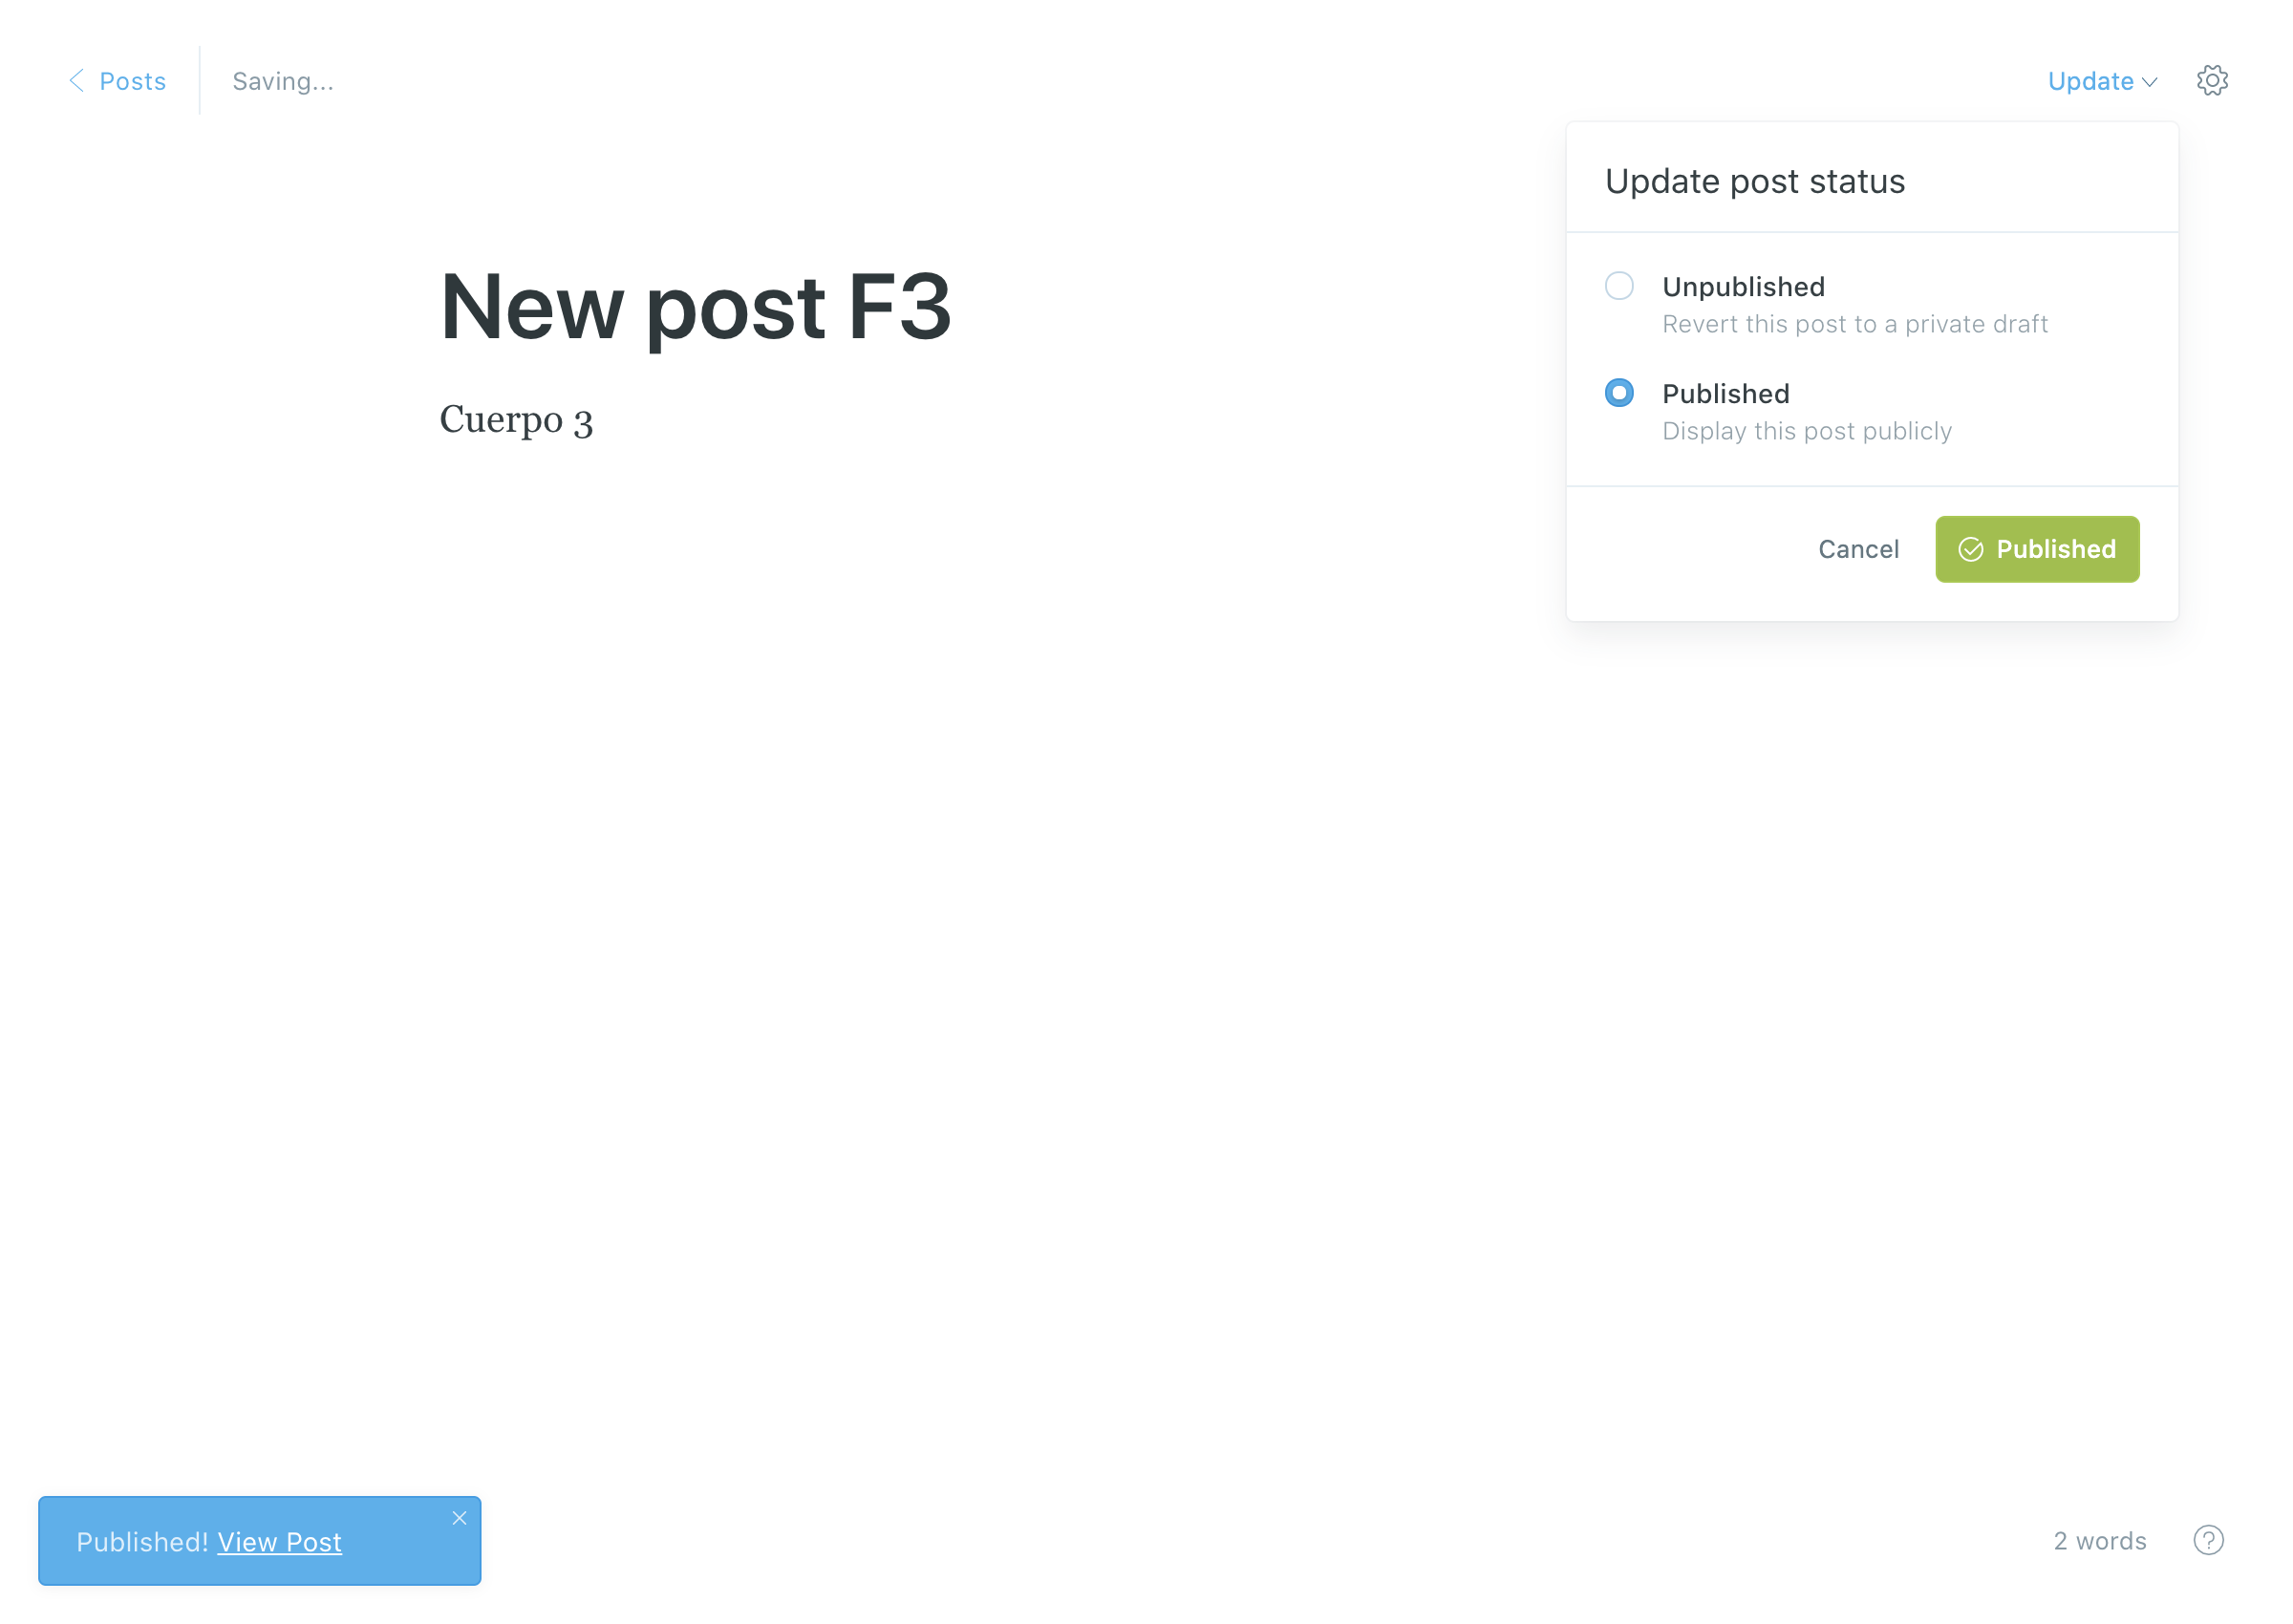 Posts
Saving...
Update
Update post status
New post F3
Unpublished
Revert this post to a private draft
Published
Display this post publicly
Cuerpo 3
Cancel
Published
Published! View Post
2 words
?